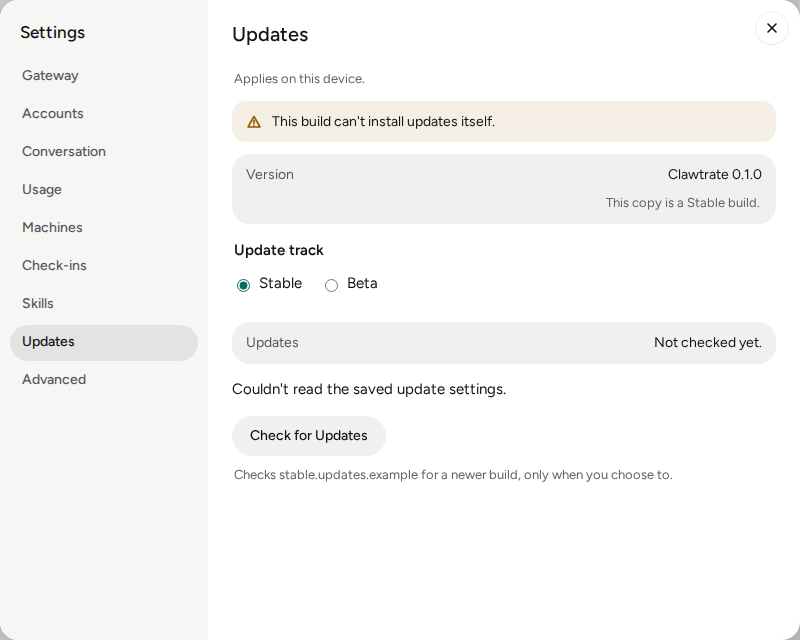 Settings
Gateway
Accounts
Conversation
Usage
Machines
Check-ins
Skills
Updates
Advanced
Updates
Applies on this device.
This build can't install updates itself.
Version Clawtrate 0.1.0
This copy is a Stable build.
Update track
Stable Beta
Updates Not checked yet.
Couldn't read the saved update settings.
Check for Updates
Checks stable.updates.example for a newer build, only when you choose to.